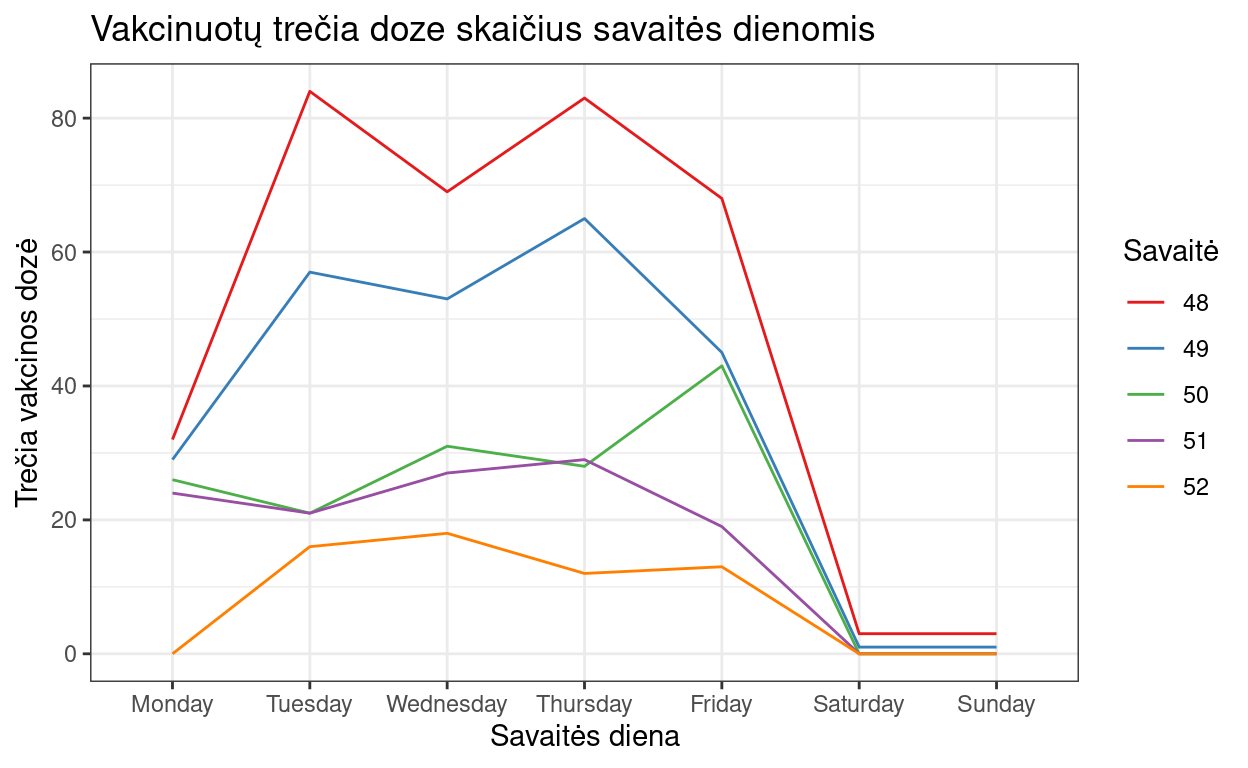 Vakcinuotų trečia doze skaičius savaitės dienomis
Trečia vakcinos dozė
80
60
40
20
0
Monday Tuesday Wednesday Thursday Friday Saturday Sunday
Savaitės diena
Savaitė
48
49
50
51
52